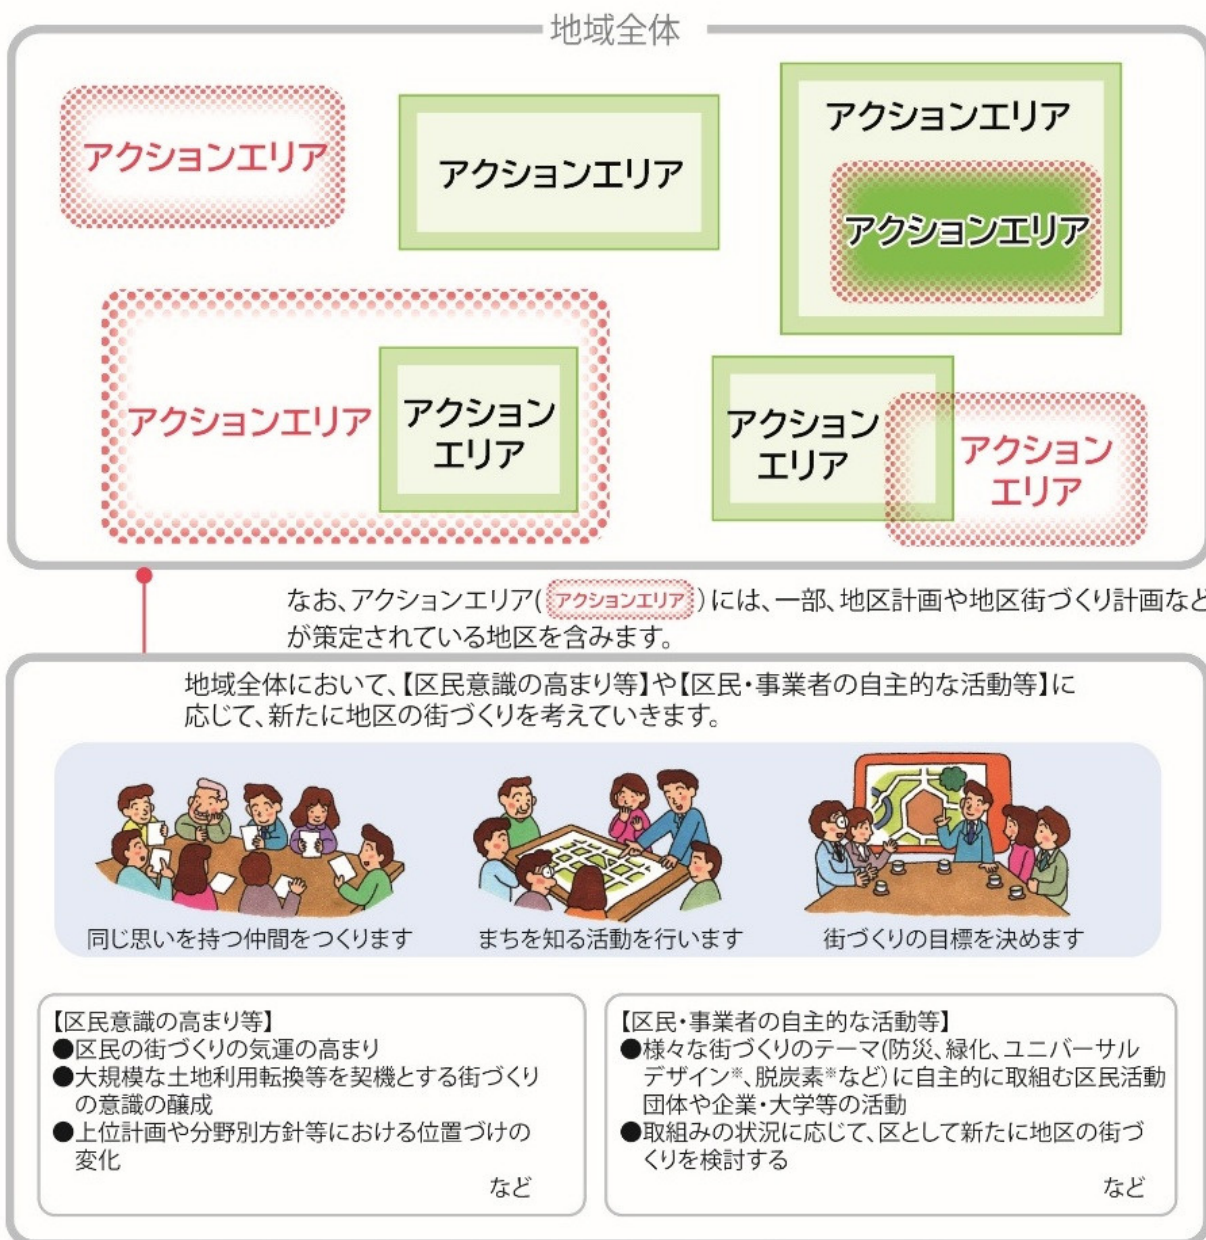 地域全体
アクションエリア
アクションエリア
アクションエリア
アクションエリア
アクションエリア
アクション
エリア
アクション
エリア
アクション
エリア
なお、アクションエリア(アクションエリア)には、一部、地区計画や地区街づくり計画など
が策定されている地区を含みます。
地域全体において、【区民意識の高まり等】や【区民・事業者の自主的な活動等】に
応じて、新たに地区の街づくりを考えていきます。
同じ思いを持つ仲間をつくります
まちを知る活動を行います
街づくりの目標を決めます
【区民意識の高まり等】
●区民の街づくりの気運の高まり
●大規模な土地利用転換等を契機とする街づくり
の意識の醸成
●上位計画や分野別方針等における位置づけの
変化
など
【区民・事業者の自主的な活動等】
●様々な街づくりのテーマ(防災、緑化、ユニバーサル
デザイン※、脱炭素※など)に自主的に取組む区民活動
団体や企業・大学等の活動
●取組みの状況に応じて、区として新たに地区の街づ
くりを検討する
など